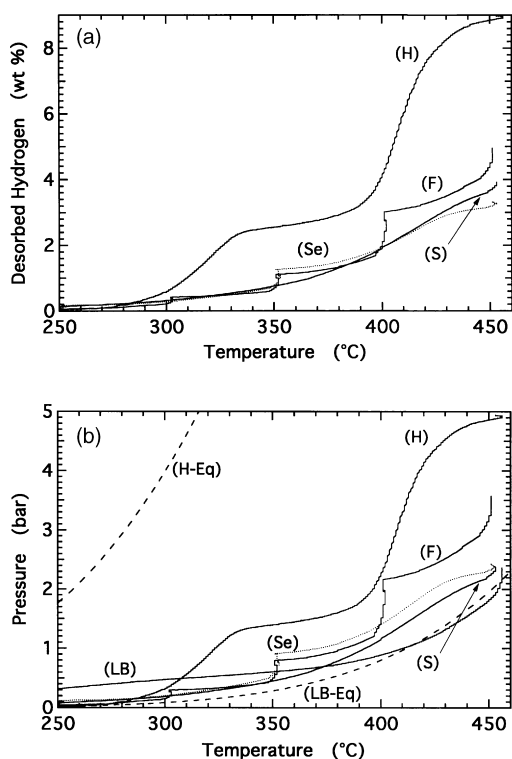 (a)
8
6
4
2
0
Desorbed Hydrogen (wt %)
(H)
(F)
(Se)
(S)
250 300 350 400 450
Temperature (°C)
(b)
5
4
3
2
1
0
Pressure (bar)
(H)
(H-Eq)
(F)
(Se)
(LB)
(S)
(LB-Eq)
250 300 350 400 450
Temperature (°C)